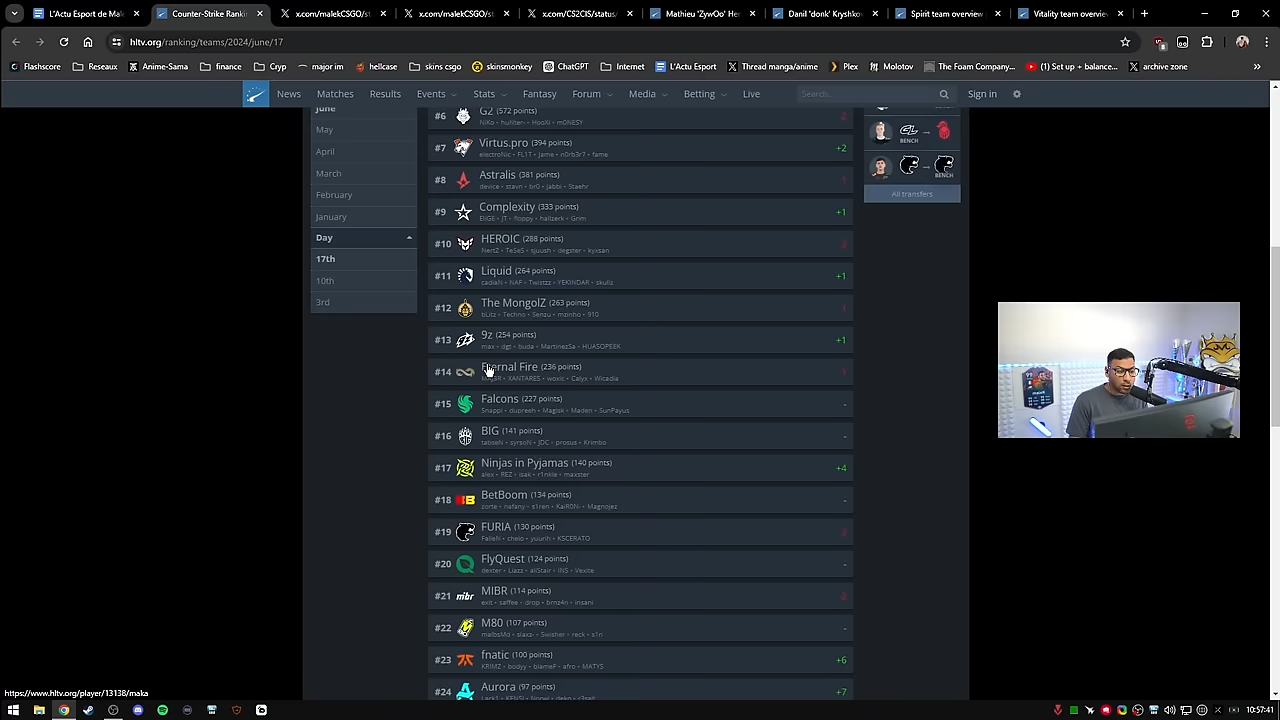 L'Actu Esport de Mal
Counter-Strike Rankin
x.com/malekCSGO/st
x.com/malekCSGO/st
x.com/CS2CIS/status/
Mathieu 'ZywOo' Her
Danil 'donk' Kryshko
Spirit team overview
Vitality team overvie
hltv.org/ranking/teams/2024/june/17
Flashscore
Reseaux
Anime-Sama
finance
Cryp
major im
hellcase
skins csgo
skinsmonkey
ChatGPT
Internet
L'Actu Esport
Thread manga/anime
Plex
Molotov
The Foam Company...
(1) Set up + balance...
archive zone
News
Matches
Results
Events
Stats
Fantasy
Forum
Media
Betting
Live
Search...
Sign in
June
May
April
March
February
January
Day
17th
10th
3rd
#6 G2 (572 points)
NiKo • huNter- • HooXi • m0NESY
#7 Virtus.pro (394 points) +2
electroNic • FL1T • Jame • n0rb3r7 • fame
#8 Astralis (381 points)
device • stavn • br0 • jabbi • Staehr
#9 Complexity (333 points) +1
EliGE • JT • floppy • hallzerk • Grim
#10 HEROIC (288 points)
NertZ • TeSeS • sjuush • degster • kyxsan
#11 Liquid (264 points) +1
cadiaN • NAF • Twistzz • YEKINDAR • skullz
#12 The MongolZ (263 points)
bLitz • Techno • Senzu • mzinho • 910
#13 9z (254 points) +1
max • dgt • buda • MartinezSa • HUASOPEEK
#14 Eternal Fire (236 points)
XANTARES • woxic • Calyx • Wicadia
#15 Falcons (227 points) -
Snappi • dupreeh • Magisk • Maden • SunPayus
#16 BIG (141 points) -
tabseN • syrsoN • JDC • prosus • Krimbo
#17 Ninjas in Pyjamas (140 points) +4
alex • REZ • isak • r1nkle • maxster
#18 BetBoom (134 points) -
zorte • nafany • s1ren • KaiR0N- • Magnojez
#19 FURIA (130 points)
FalleN • chelo • yuurih • KSCERATO
#20 FlyQuest (124 points) -
dexter • Liazz • aliStair • INS • Vexite
#21 MIBR (114 points)
exit • saffee • drop • brnz4n • insani
#22 M80 (107 points) -
malbsMd • slaxz- • Swisher • reck • s1n
#23 fnatic (100 points) +6
KRIMZ • bodyy • blameF • afro • MATYS
#24 Aurora (97 points) +7
BENCH
BENCH
All transfers
https://www.hltv.org/player/13138/maka
10:57:41